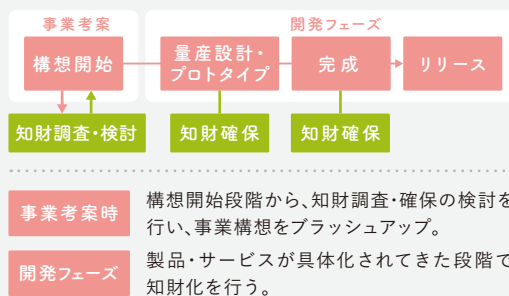 事業考案
開発フェーズ
構想開始
量産設計・
プロトタイプ
完成
リリース
知財調査・検討
知財確保
知財確保
事業考案時
構想開始段階から、知財調査・確保の検討を
行い、事業構想をブラッシュアップ。
開発フェーズ
製品・サービスが具体化されてきた段階で
知財化を行う。